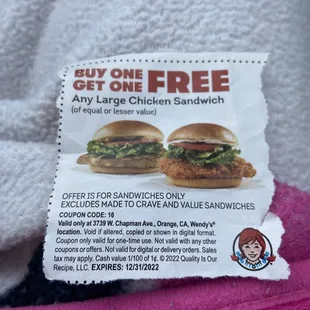 BUY ONE
GET ONE FREE
Any Large Chicken Sandwich
(of equal or lesser value)
OFFER IS FOR SANDWICHES ONLY
EXCLUDES MADE TO CRAVE AND VALUE SANDWICHES
COUPON CODE: 16
Valid only at 3739 W. Chapman Ave., Orange, CA, Wendy's®
location. Void if altered, copied or shown in digital format.
Coupon only valid for one-time use. Not valid with any other
coupons or offers. Not valid for digital or delivery orders. Sales
tax may apply. Cash value 1/100 of 1¢. © 2022 Quality Is Our
Recipe, LLC. EXPIRES: 12/31/2022